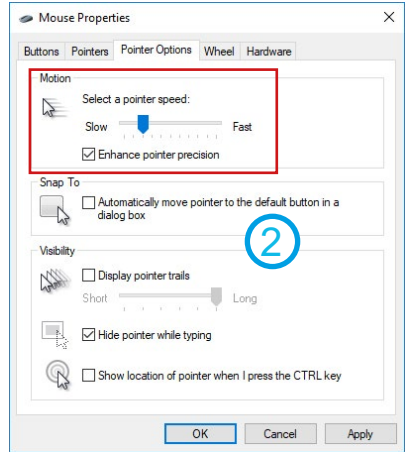 Mouse Properties
Buttons Pointers Pointer Options Wheel Hardware
Motion
Select a pointer speed:
Slow Fast
Enhance pointer precision
Snap To
Automatically move pointer to the default button in a
dialog box
2
Visibility
Display pointer trails
Short Long
Hide pointer while typing
Show location of pointer when I press the CTRL key
OK Cancel Apply